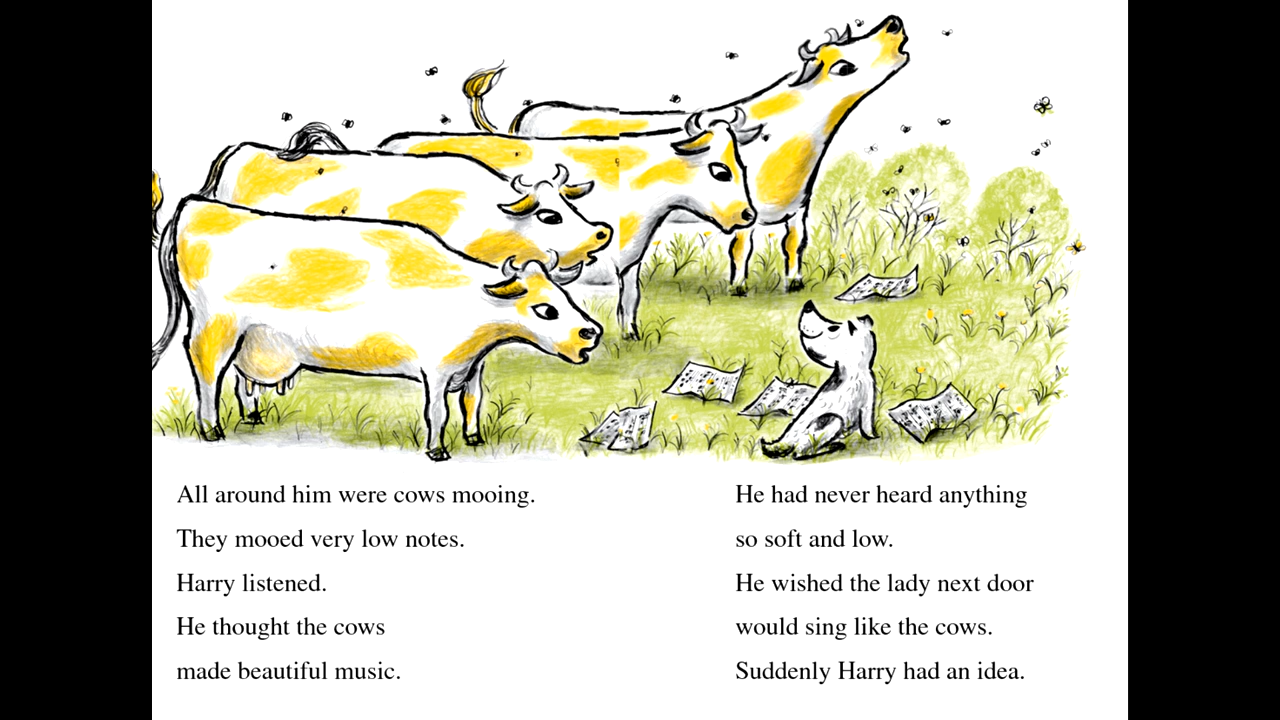 All around him were cows mooing.
They mooed very low notes.
Harry listened.
He thought the cows
made beautiful music.
He had never heard anything
so soft and low.
He wished the lady next door
would sing like the cows.
Suddenly Harry had an idea.